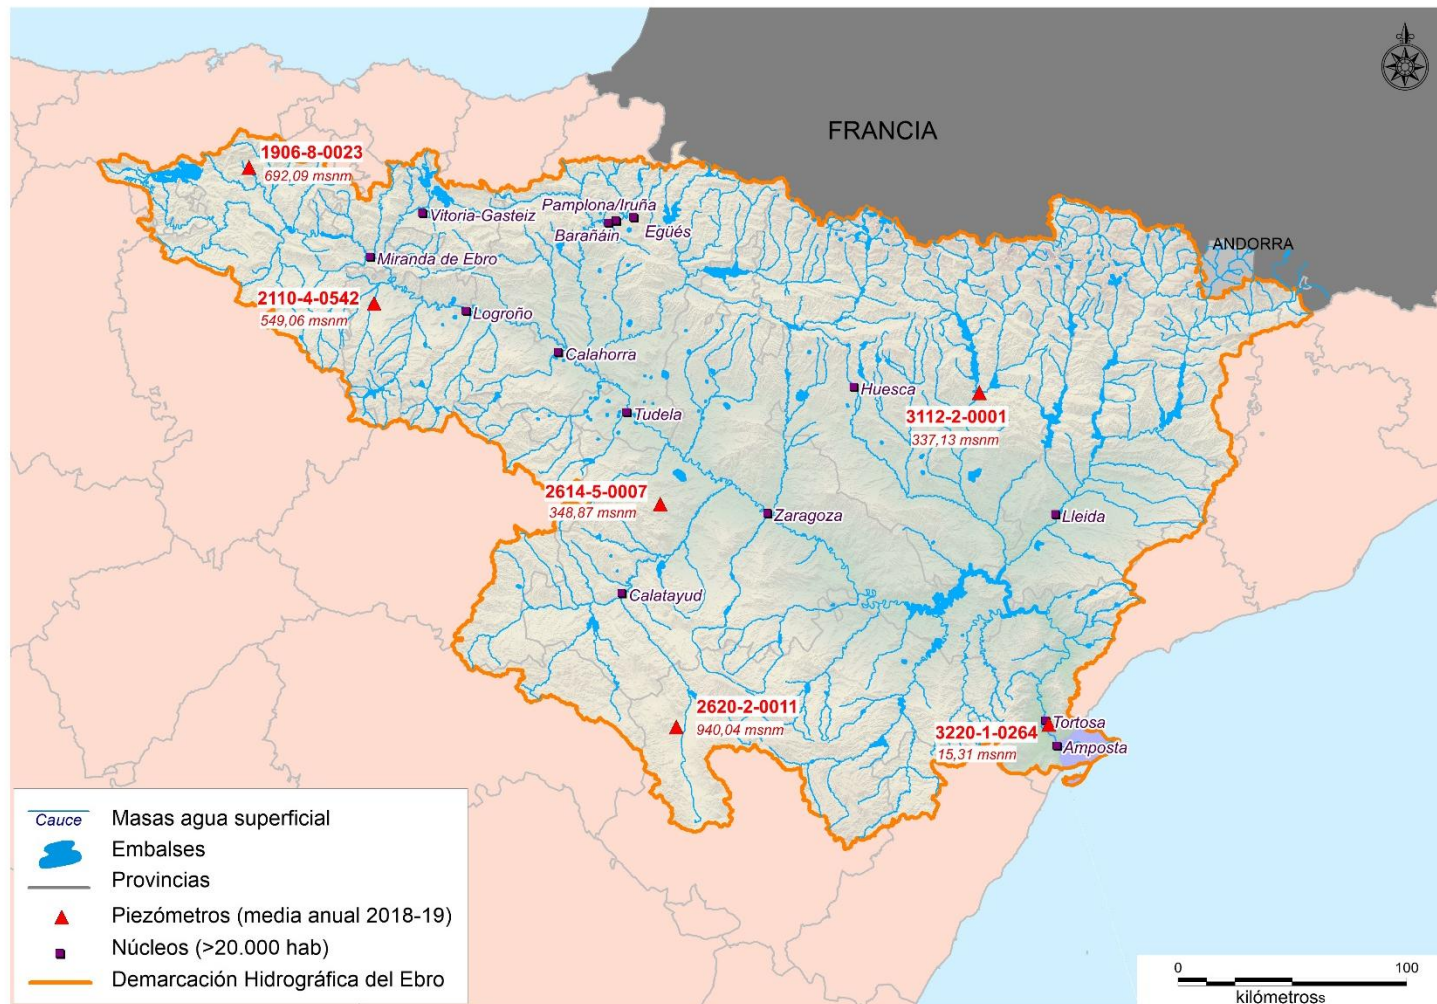 FRANCIA
1906-8-0023
692,09 msnm
Vitoria-Gasteiz
Pamplona/Iruña
Barañáin
Egüés
ANDORRA
Miranda de Ebro
2110-4-0542
549,06 msnm
Logroño
Calahorra
Huesca
3112-2-0001
337,13 msnm
Tudela
2614-5-0007
348,87 msnm
Zaragoza
Lleida
Calatayud
2620-2-0011
940,04 msnm
3220-1-0264
15,31 msnm
Tortosa
Amposta
Cauce Masas agua superficial
Embalses
Provincias
Piezómetros (media anual 2018-19)
Núcleos (>20.000 hab)
Demarcación Hidrográfica del Ebro
0 100
kilómetross